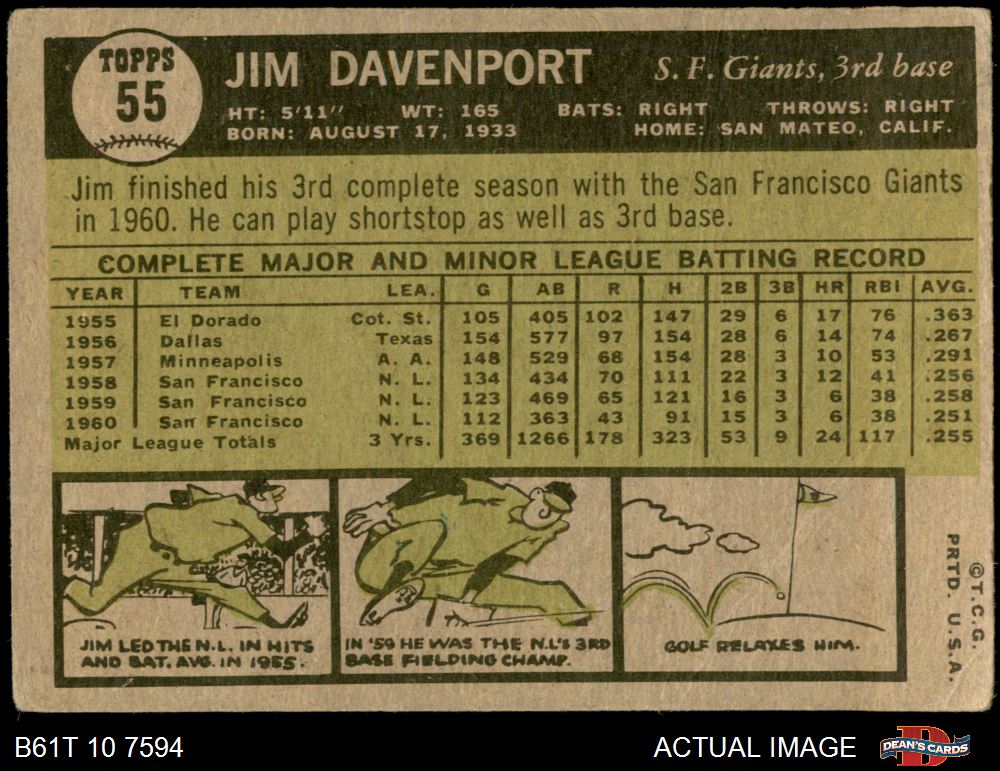 TOPPS
55
JIM DAVENPORT S. F. Giants, 3rd base
HT: 5'11" WT: 165 BATS: RIGHT THROWS: RIGHT
BORN: AUGUST 17, 1933 HOME: SAN MATEO, CALIF.
Jim finished his 3rd complete season with the San Francisco Giants
in 1960. He can play shortstop as well as 3rd base.
COMPLETE MAJOR AND MINOR LEAGUE BATTING RECORD
YEAR TEAM LEA. G AB R H 2B 3B HR RBI AVG.
1955 El Dorado Cot. St. 105 405 102 147 29 6 17 76 .363
1956 Dallas Texas 154 577 97 154 28 6 14 74 .267
1957 Minneapolis A. A. 148 529 68 154 28 3 10 53 .291
1958 San Francisco N. L. 134 434 70 111 22 3 12 41 .256
1959 San Francisco N. L. 123 469 65 121 16 3 6 38 .258
1960 San Francisco N. L. 112 363 43 91 15 3 6 38 .251
Major League Totals 3 Yrs. 369 1266 178 323 53 9 24 117 .255
JIM LED THE N.L. IN HITS
AND BAT. AVG. IN 1955.
IN '59 HE WAS THE N.L'S 3RD
BASE FIELDING CHAMP.
GOLF RELAXES HIM.
©T.C.G.
PRTD. U.S.A.
B61T 10 7594 ACTUAL IMAGE DEAN'S CARDS